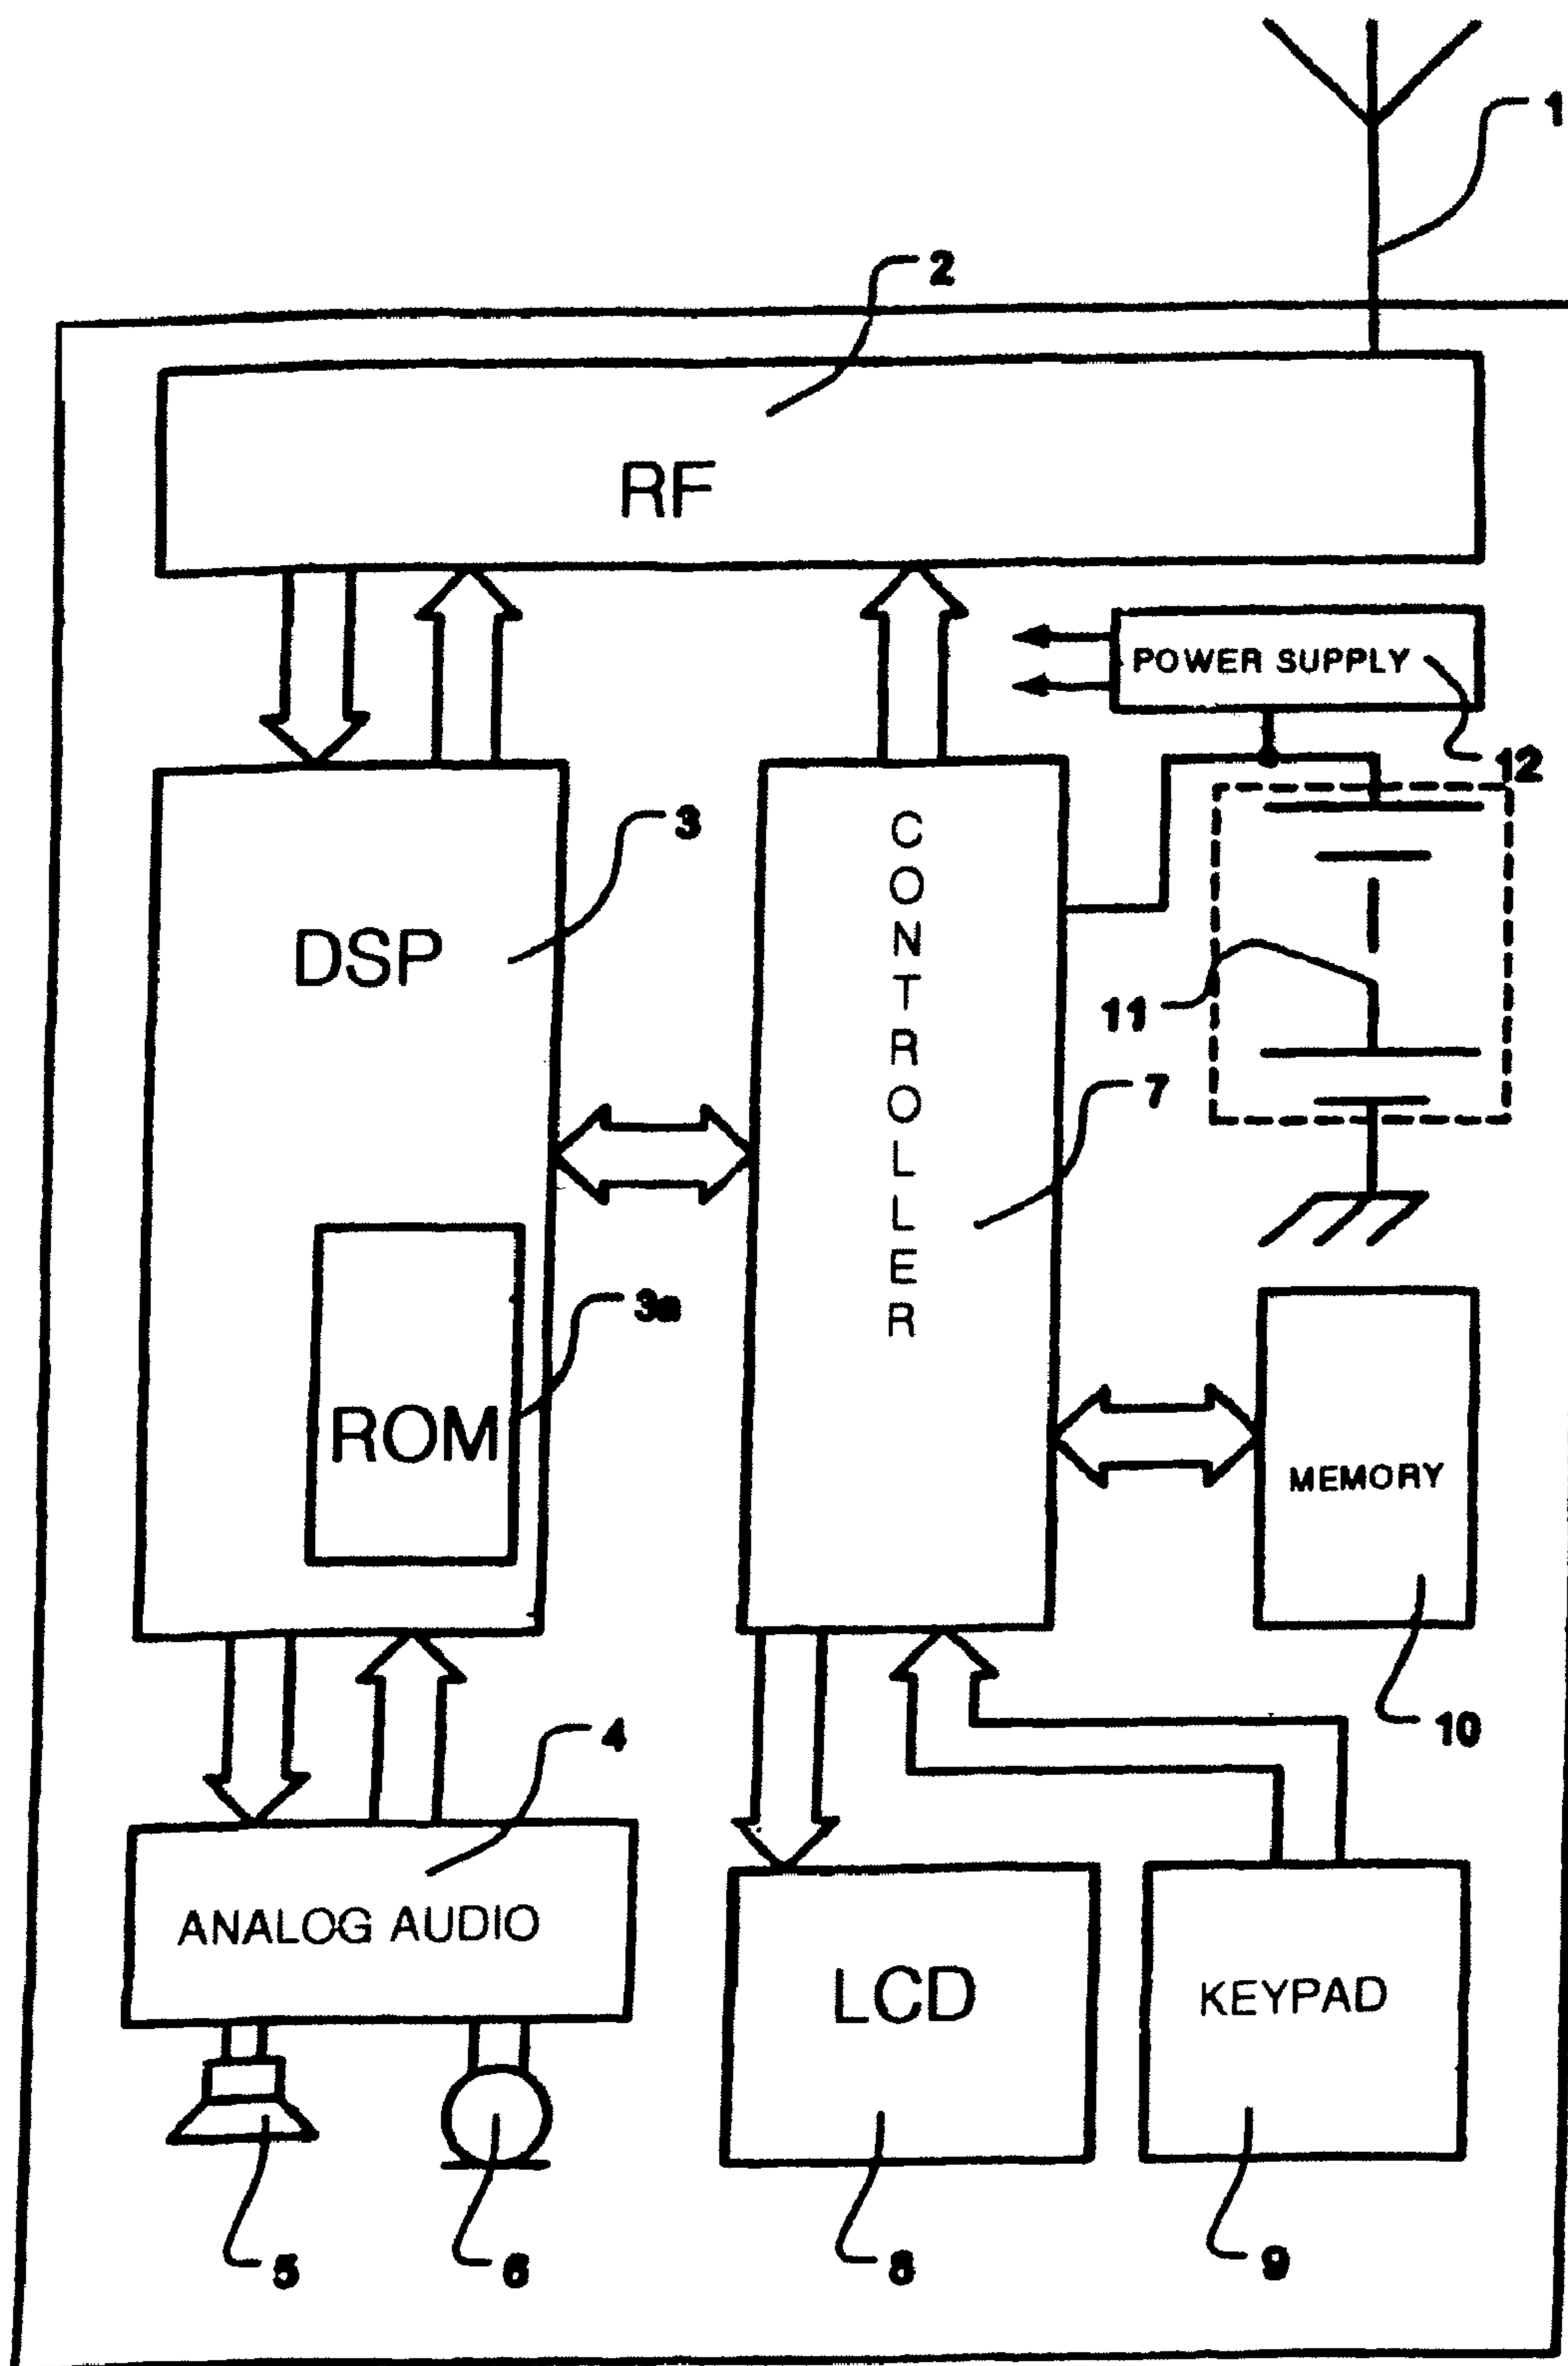 1
2
RF
POWER SUPPLY
12
3
DSP
CONTROLLER
11
7
3a
ROM
MEMORY
10
4
ANALOG AUDIO
LCD
KEYPAD
5
6
8
9